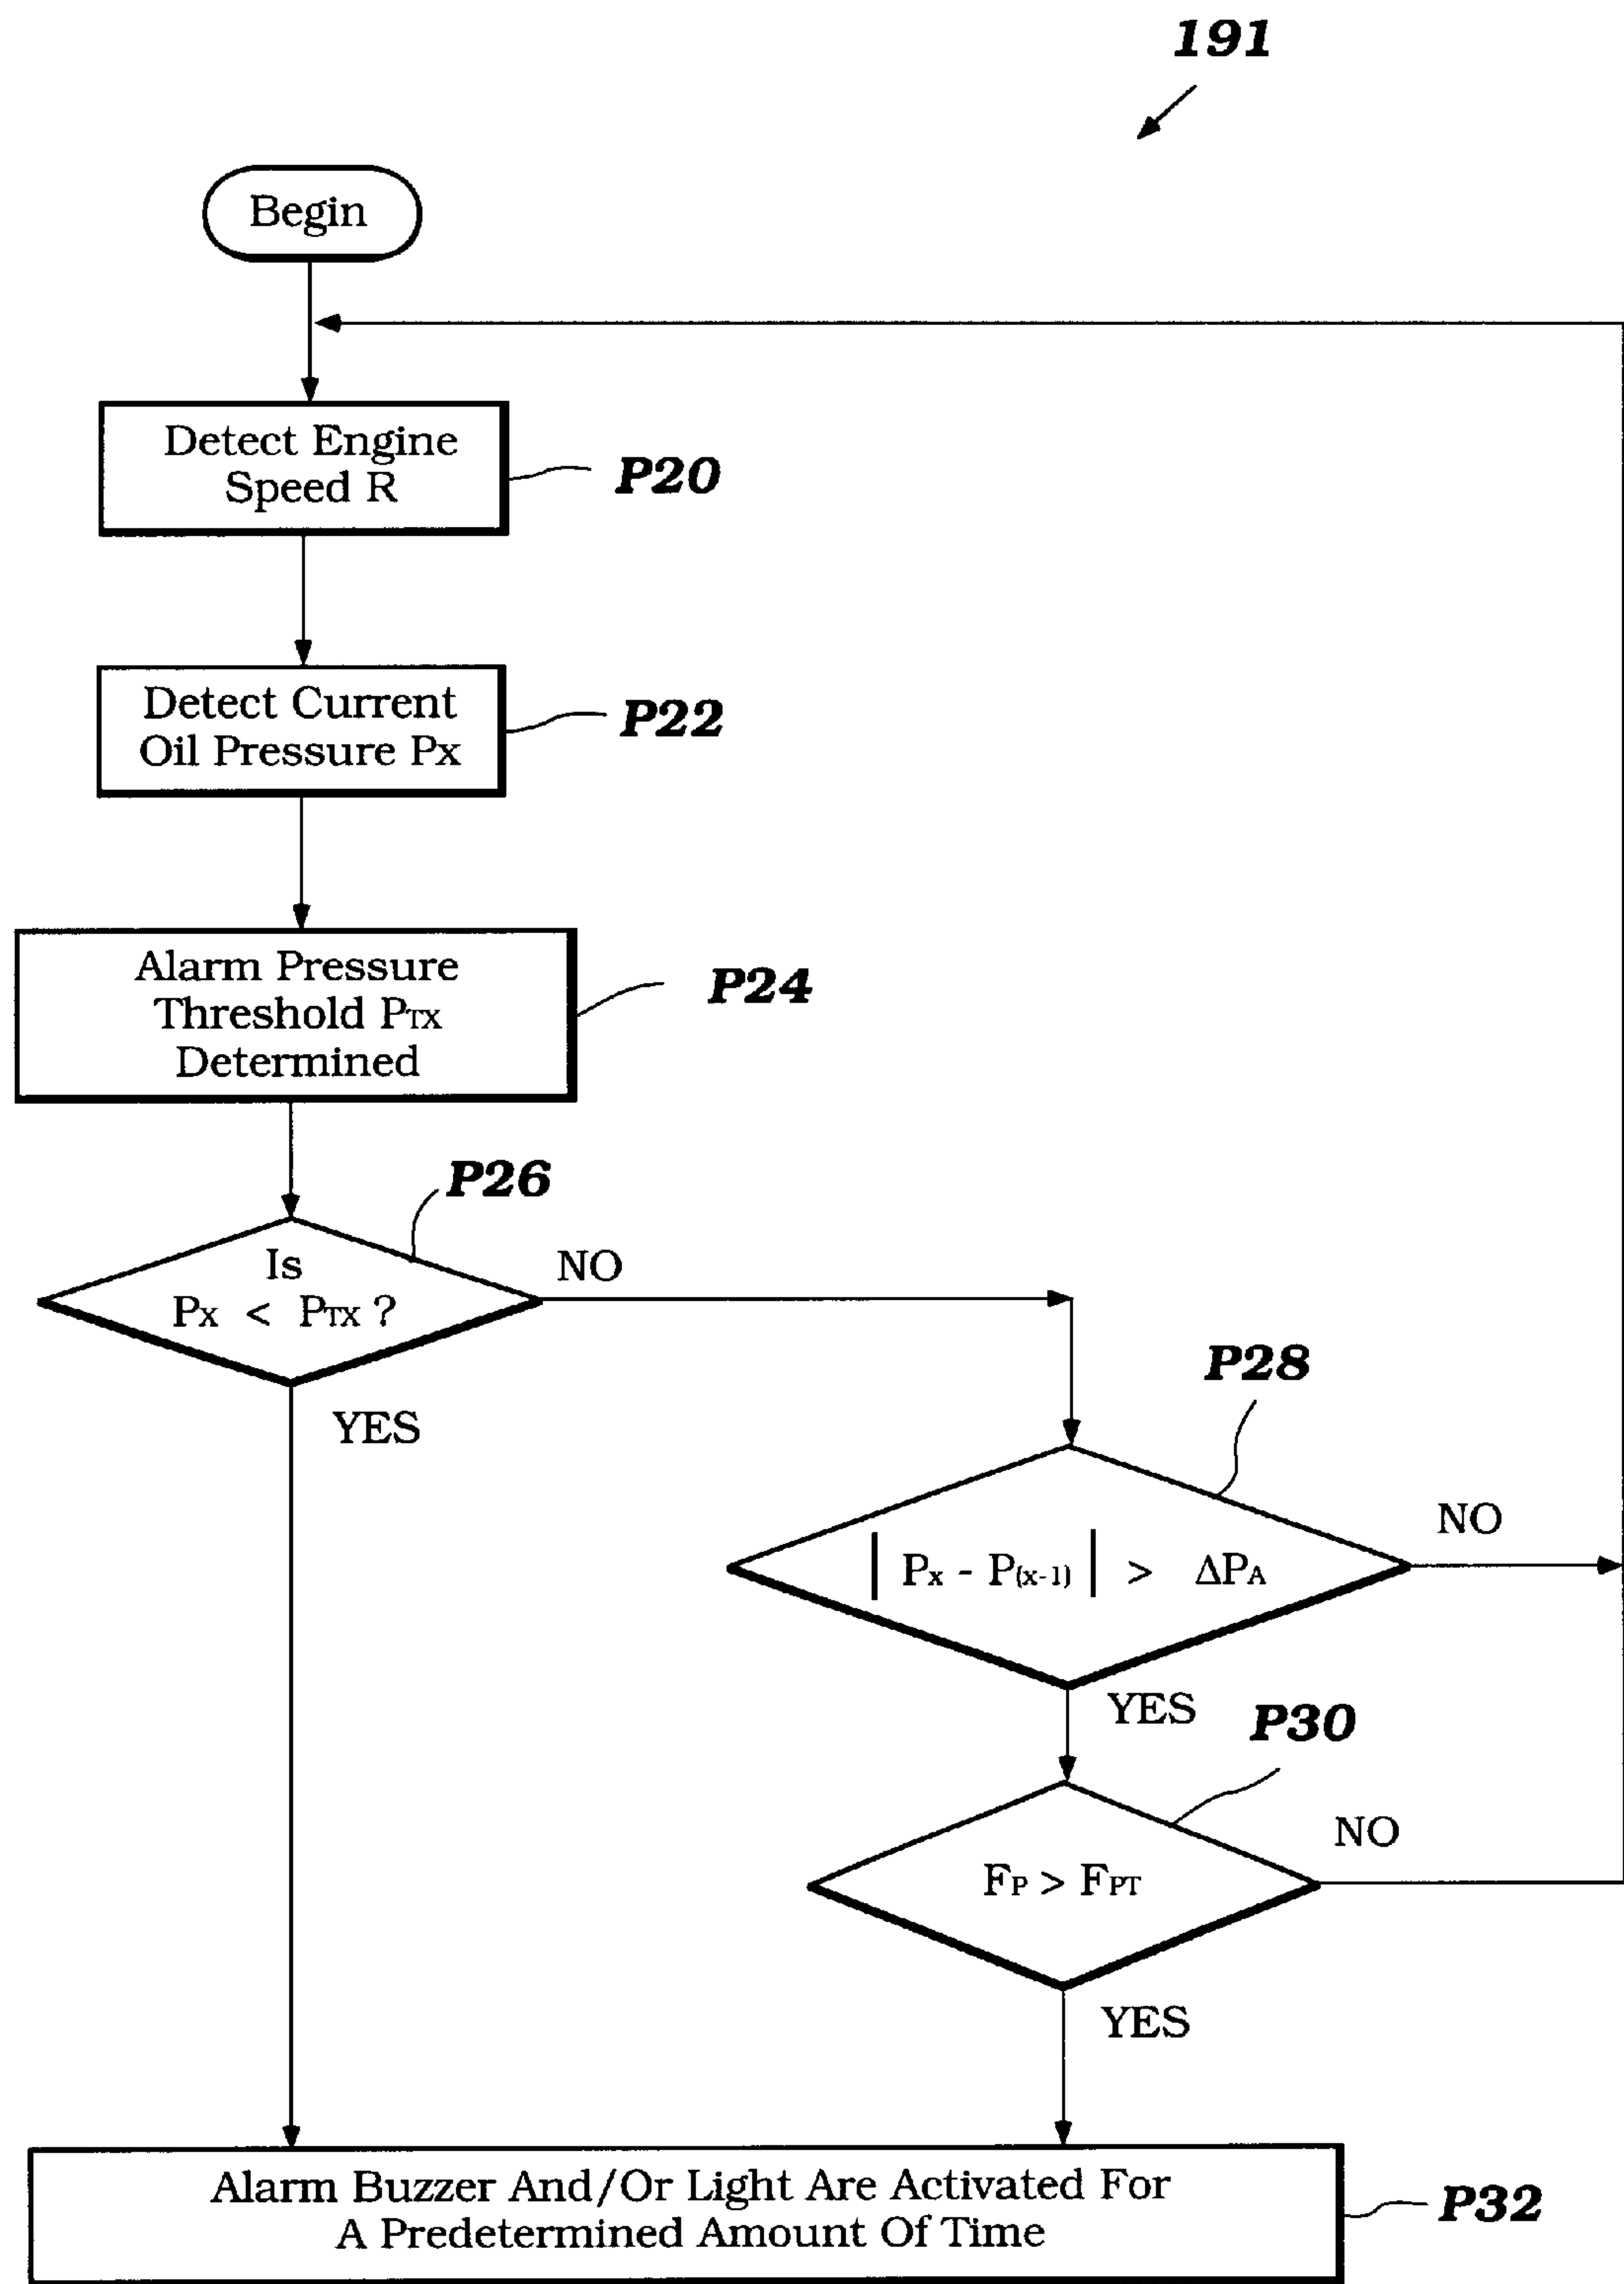 191
Begin
Detect Engine
Speed R
P20
Detect Current
Oil Pressure Px
P22
Alarm Pressure
Threshold PTX
Determined
P24
P26
Is
PX < PTX ?
NO
YES
P28
| Px - P(x-1) | > ΔPA
NO
YES
P30
FP > FPT
NO
YES
Alarm Buzzer And/Or Light Are Activated For
A Predetermined Amount Of Time
P32